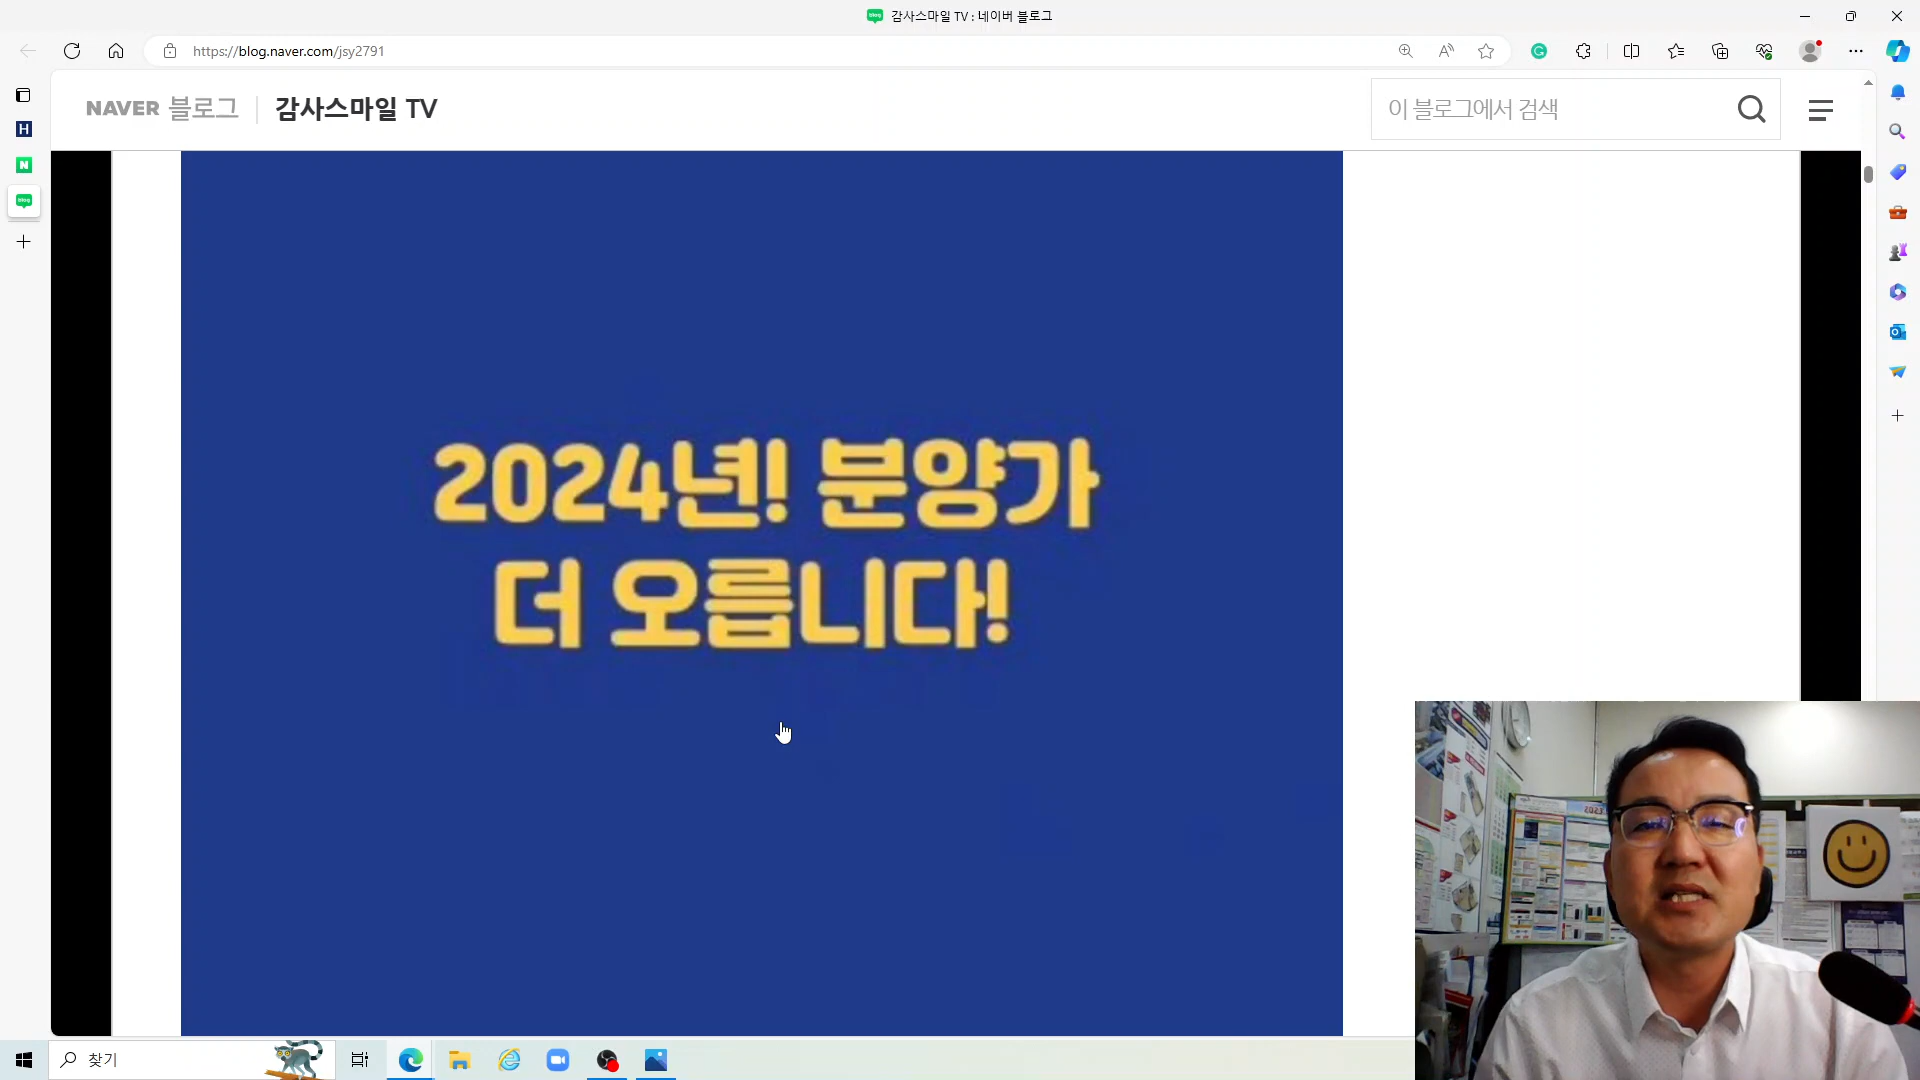 감사스마일 TV : 네이버 블로그
https://blog.naver.com/jsy2791
NAVER 블로그 감사스마일 TV
이 블로그에서 검색
2024년! 분양가
더 오릅니다!
찾기